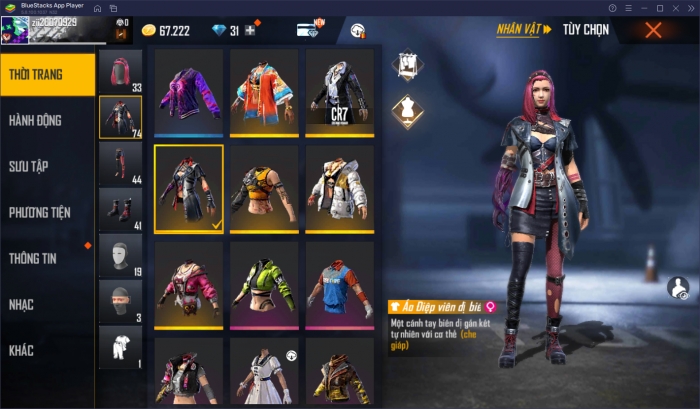 BlueStacks App Player
zii20070929
67.222
31
NEW
NHÂN VẬT
TÙY CHỌN
THỜI TRANG
HÀNH ĐỘNG
SƯU TẬP
PHƯƠNG TIỆN
THÔNG TIN
NHẠC
KHÁC
33
74
44
41
19
3
1
CR7
Áo Điệp viên dị biệ
Một cánh tay biến dị gắn kết
tự nhiên với cơ thể (che
giáp)